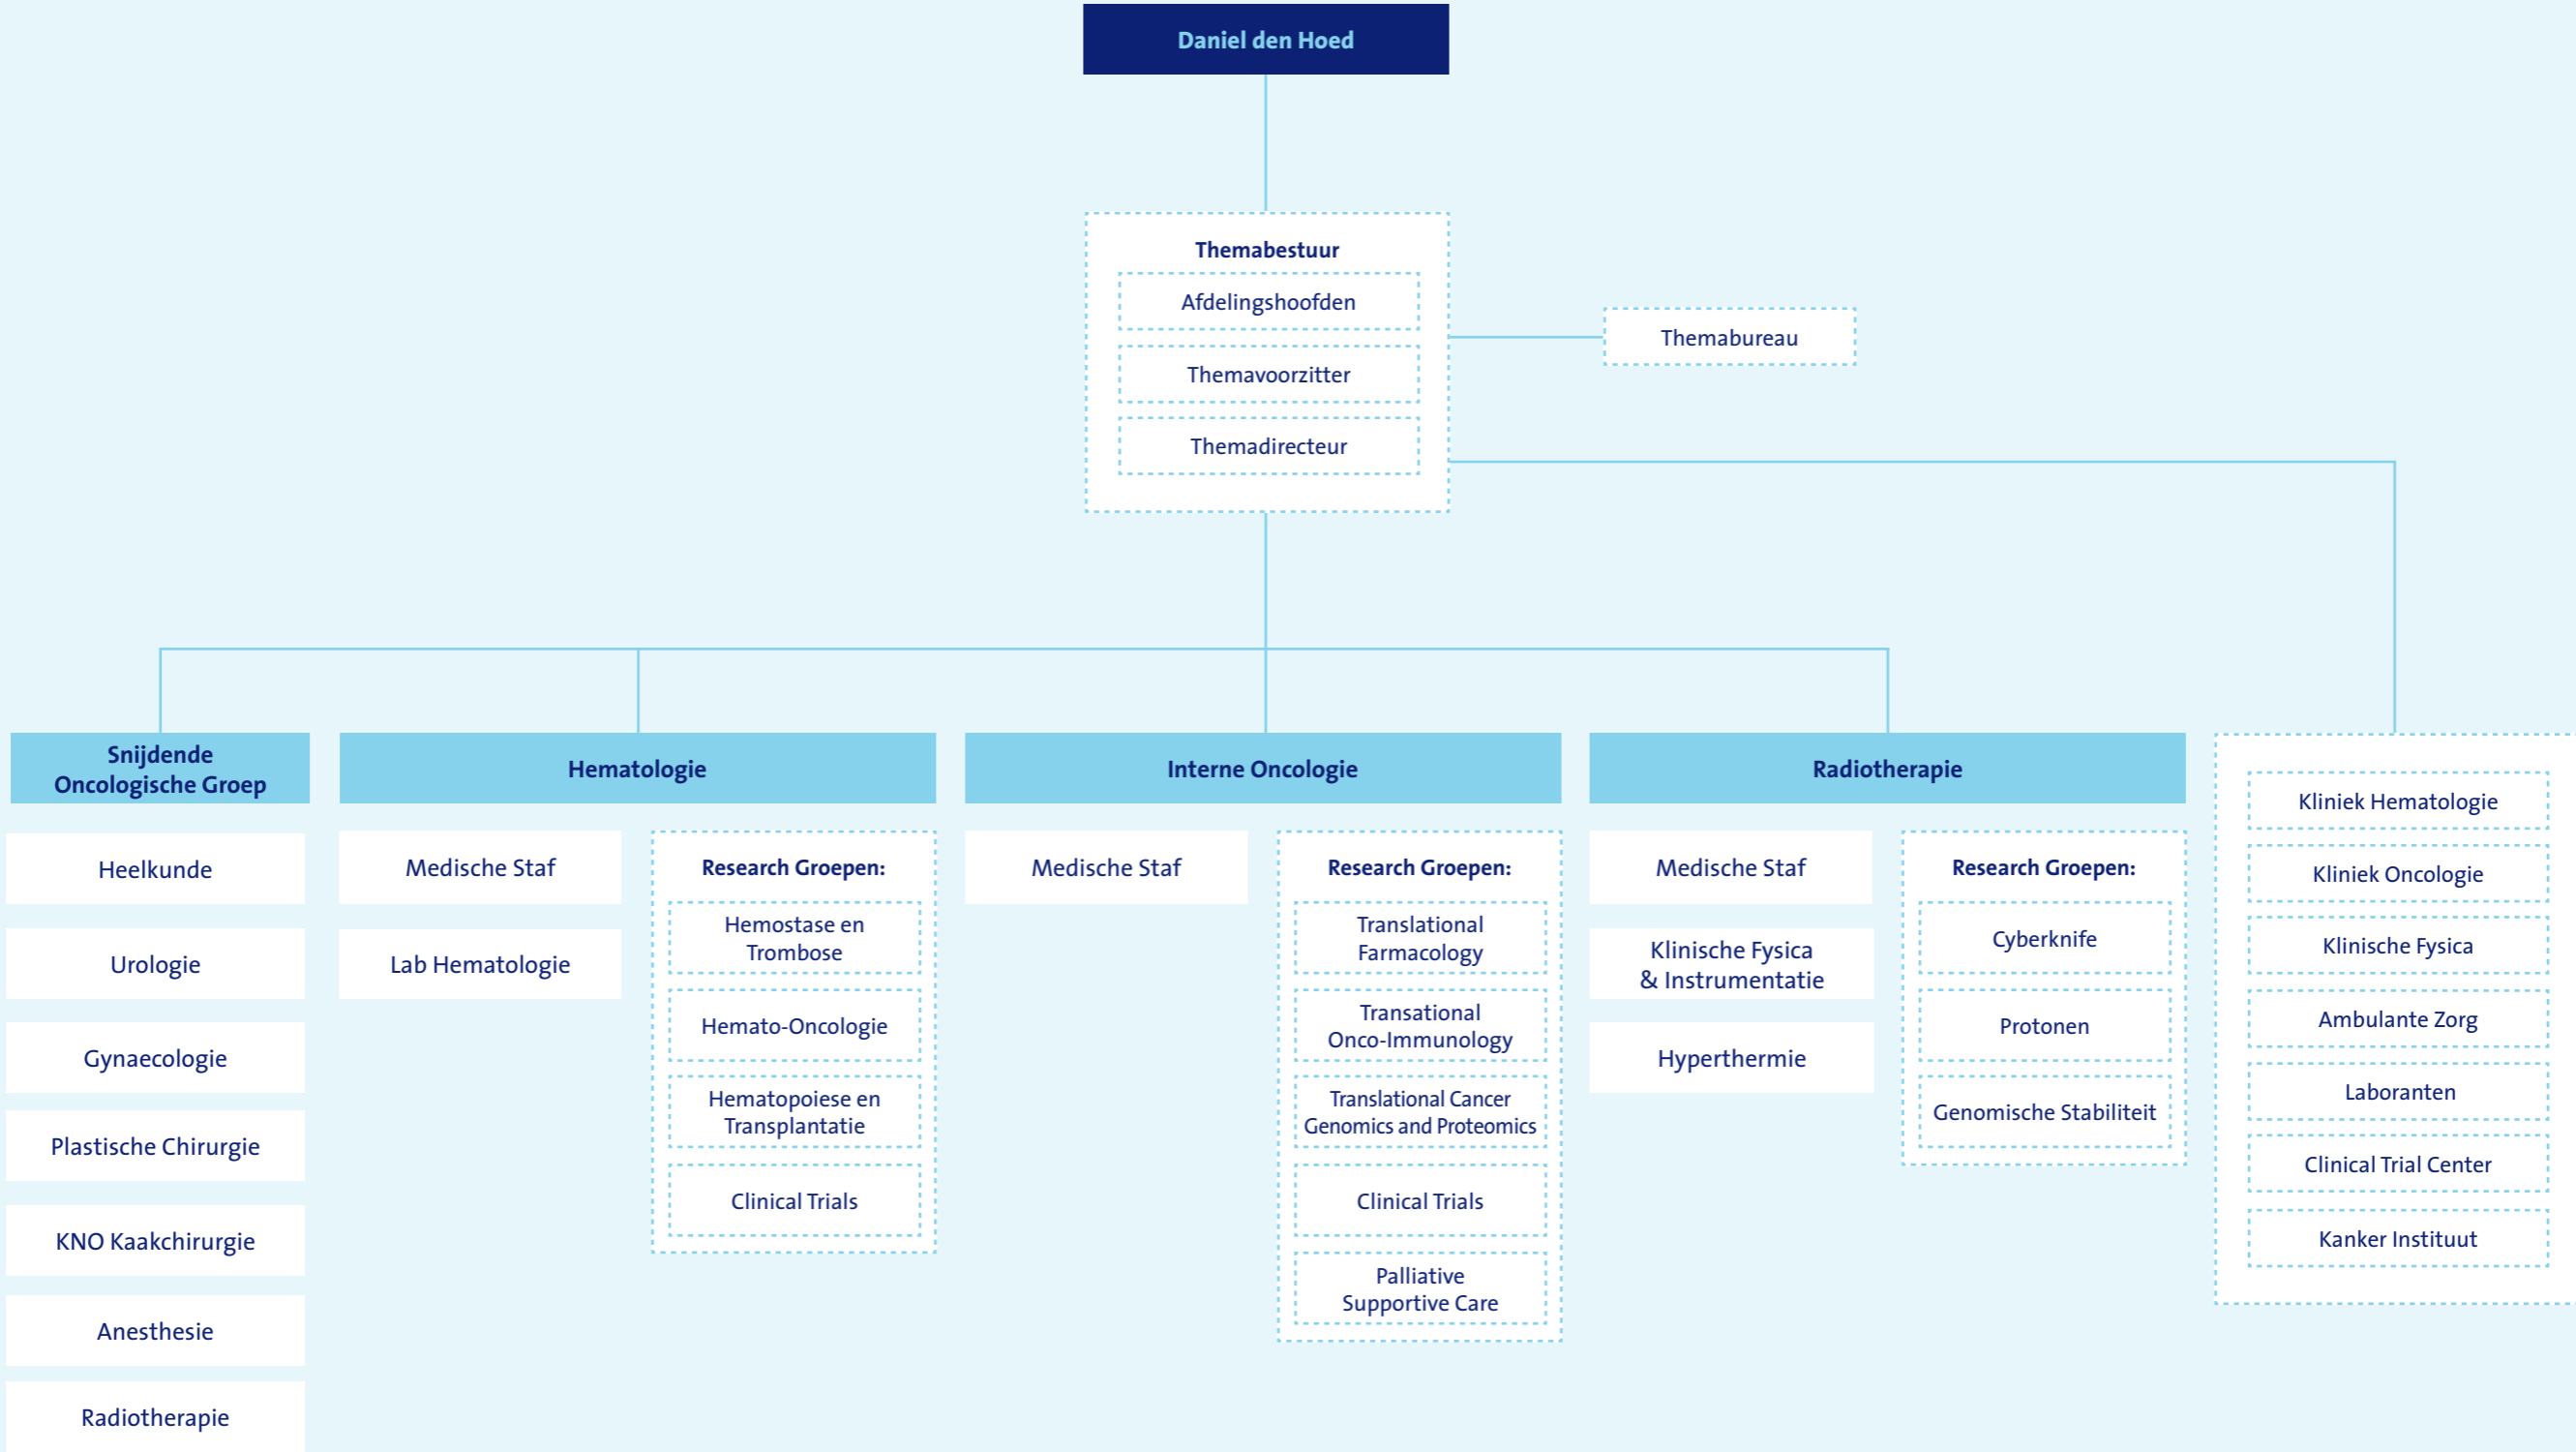 Daniel den Hoed
Themabestuur
Afdelingshoofden
Themavoorzitter
Themadirecteur
Themabureau
Snijdende
Oncologische Groep
Heelkunde
Urologie
Gynaecologie
Plastische Chirurgie
KNO Kaakchirurgie
Anesthesie
Radiotherapie
Hematologie
Medische Staf
Lab Hematologie
Research Groepen:
Hemostase en
Trombose
Hemato-Oncologie
Hematopoiese en
Transplantatie
Clinical Trials
Interne Oncologie
Medische Staf
Research Groepen:
Translational
Farmacology
Transational
Onco-Immunology
Translational Cancer
Genomics and Proteomics
Clinical Trials
Palliative
Supportive Care
Radiotherapie
Medische Staf
Klinische Fysica
& Instrumentatie
Hyperthermie
Research Groepen:
Cyberknife
Protonen
Genomische Stabiliteit
Kliniek Hematologie
Kliniek Oncologie
Klinische Fysica
Ambulante Zorg
Laboranten
Clinical Trial Center
Kanker Instituut